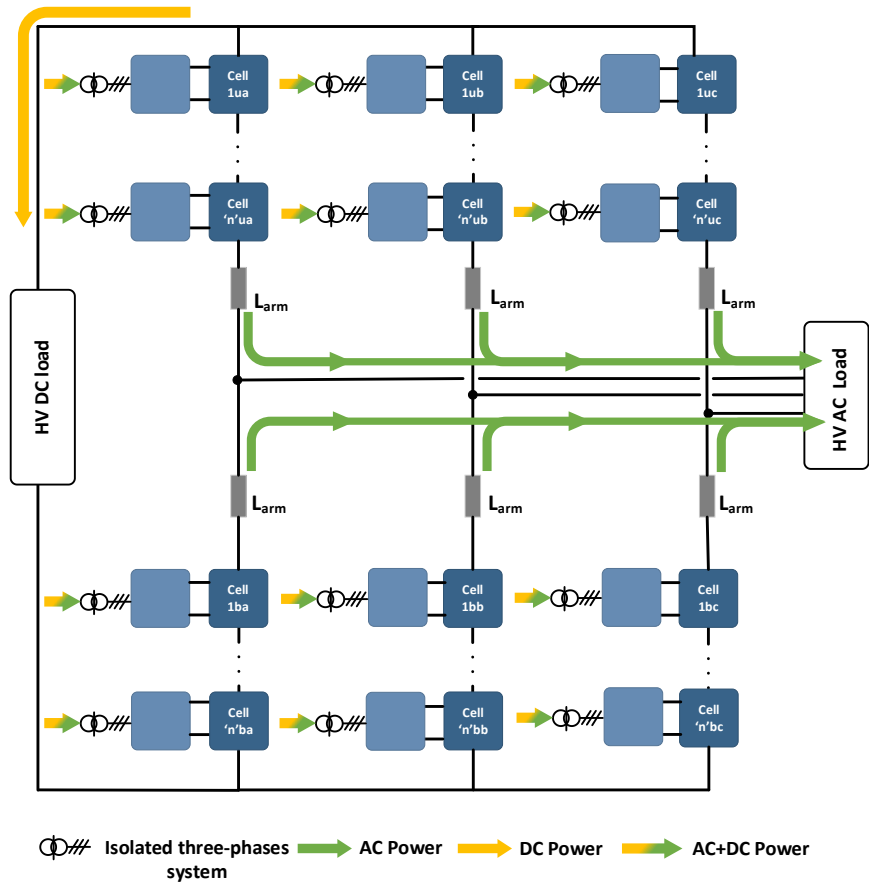 Cell
1ua
Cell
1ub
Cell
1uc
Cell
'n'ua
Cell
'n'ub
Cell
'n'uc
Larm
Larm
Larm
HV DC load
HV AC Load
Larm
Larm
Larm
Cell
1ba
Cell
1bb
Cell
1bc
Cell
'n'ba
Cell
'n'bb
Cell
'n'bc
Isolated three-phases
system
AC Power
DC Power
AC+DC Power